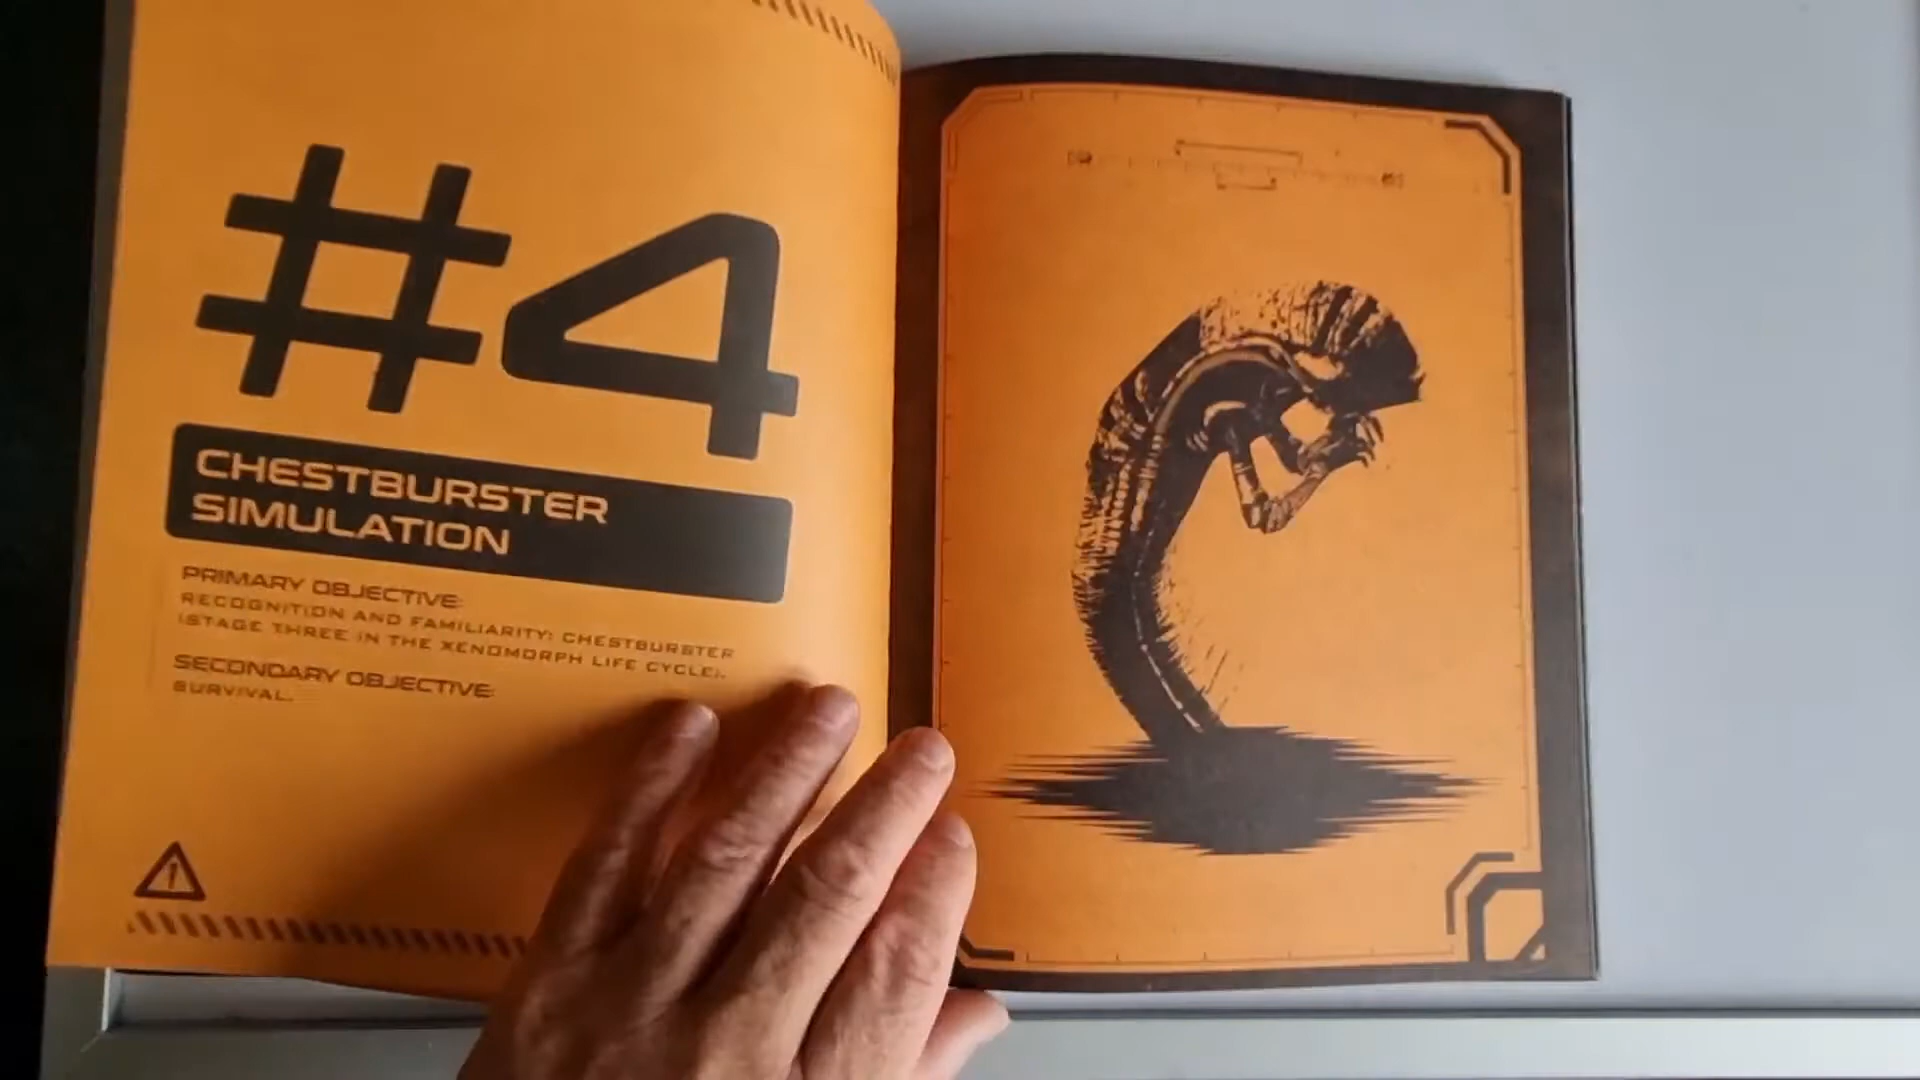 #4
CHESTBURSTER
SIMULATION
PRIMARY OBJECTIVE:
RECOGNITION AND FAMILIARITY: CHESTBURSTER
(STAGE THREE IN THE XENOMORPH LIFE CYCLE).
SECONDARY OBJECTIVE:
SURVIVAL.
!